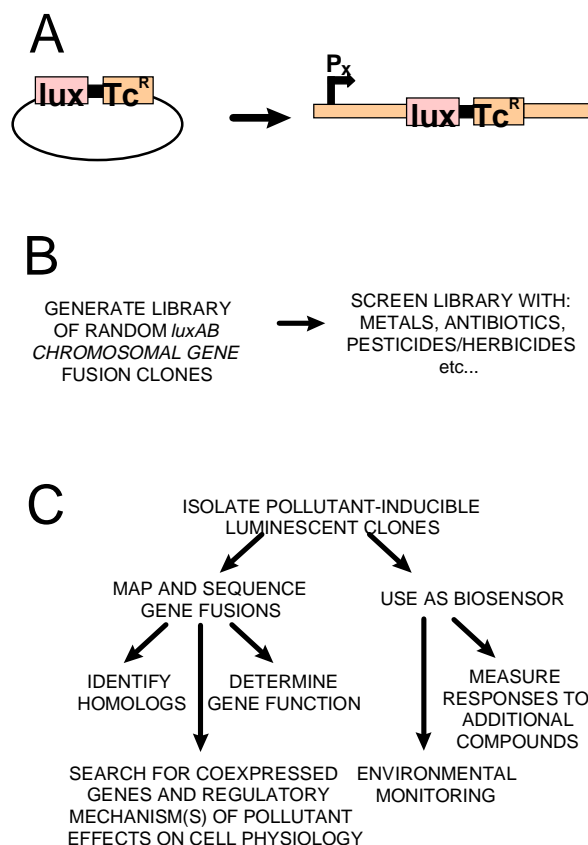 A
lux Tc^R
P_x
lux Tc^R
B
GENERATE LIBRARY
OF RANDOM luxAB
CHROMOSOMAL GENE
FUSION CLONES
SCREEN LIBRARY WITH:
METALS, ANTIBIOTICS,
PESTICIDES/HERBICIDES
etc...
C
ISOLATE POLLUTANT-INDUCIBLE
LUMINESCENT CLONES
MAP AND SEQUENCE
GENE FUSIONS
USE AS BIOSENSOR
IDENTIFY
HOMOLOGS
DETERMINE
GENE FUNCTION
MEASURE
RESPONSES TO
ADDITIONAL
COMPOUNDS
SEARCH FOR COEXPRESSED
GENES AND REGULATORY
MECHANISM(S) OF POLLUTANT
EFFECTS ON CELL PHYSIOLOGY
ENVIRONMENTAL
MONITORING